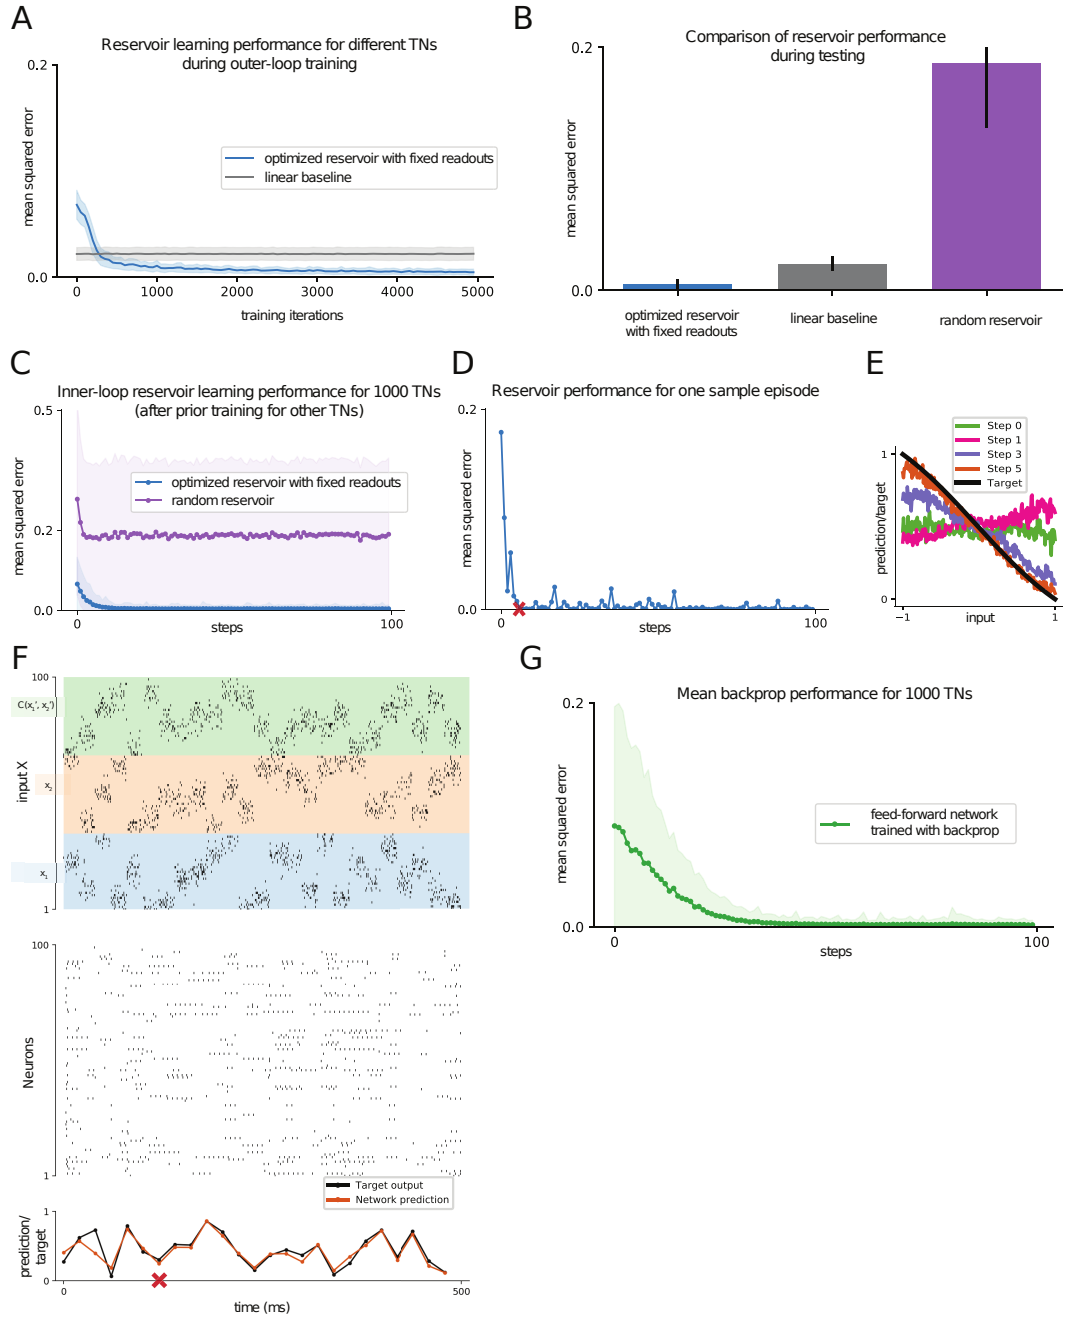 A
Reservoir learning performance for different TNs
during outer-loop training
0.2
0.0
mean squared error
optimized reservoir with fixed readouts
linear baseline
0
1000
2000
3000
4000
5000
training iterations
B
Comparison of reservoir performance
during testing
0.2
0.0
mean squared error
optimized reservoir
with fixed readouts
linear baseline
random reservoir
C
Inner-loop reservoir learning performance for 1000 TNs
(after prior training for other TNs)
0.5
0.2
0.0
mean squared error
optimized reservoir with fixed readouts
random reservoir
0
steps
100
D
Reservoir performance for one sample episode
0.2
0.0
mean squared error
0
steps
100
E
Step 0
Step 1
Step 3
Step 5
Target
1
0
prediction/target
−1
input
1
F
100
C(x₁', x₂')
input X
x₂
x₁
1
100
Neurons
1
Target output
Network prediction
1
0
prediction/
target
0
500
time (ms)
G
Mean backprop performance for 1000 TNs
0.2
0.0
mean squared error
feed-forward network
trained with backprop
0
steps
100